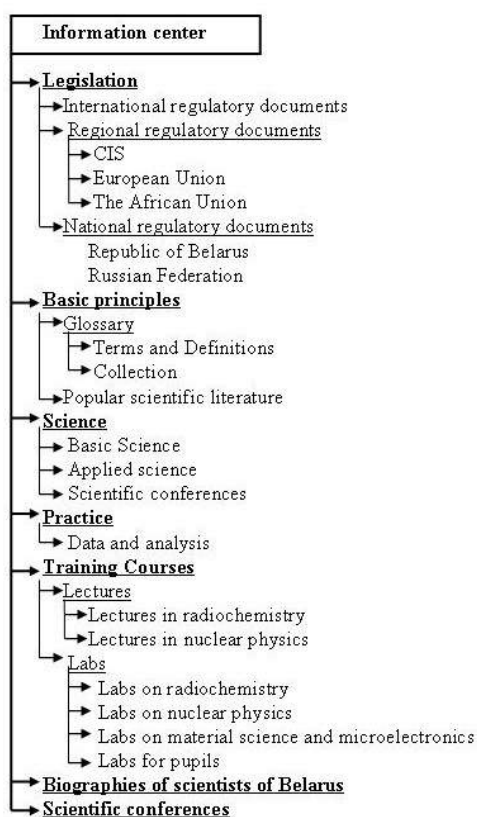 Information center
Legislation
International regulatory documents
Regional regulatory documents
CIS
European Union
The African Union
National regulatory documents
Republic of Belarus
Russian Federation
Basic principles
Glossary
Terms and Definitions
Collection
Popular scientific literature
Science
Basic Science
Applied science
Scientific conferences
Practice
Data and analysis
Training Courses
Lectures
Lectures in radiochemistry
Lectures in nuclear physics
Labs
Labs on radiochemistry
Labs on nuclear physics
Labs on material science and microelectronics
Labs for pupils
Biographies of scientists of Belarus
Scientific conferences